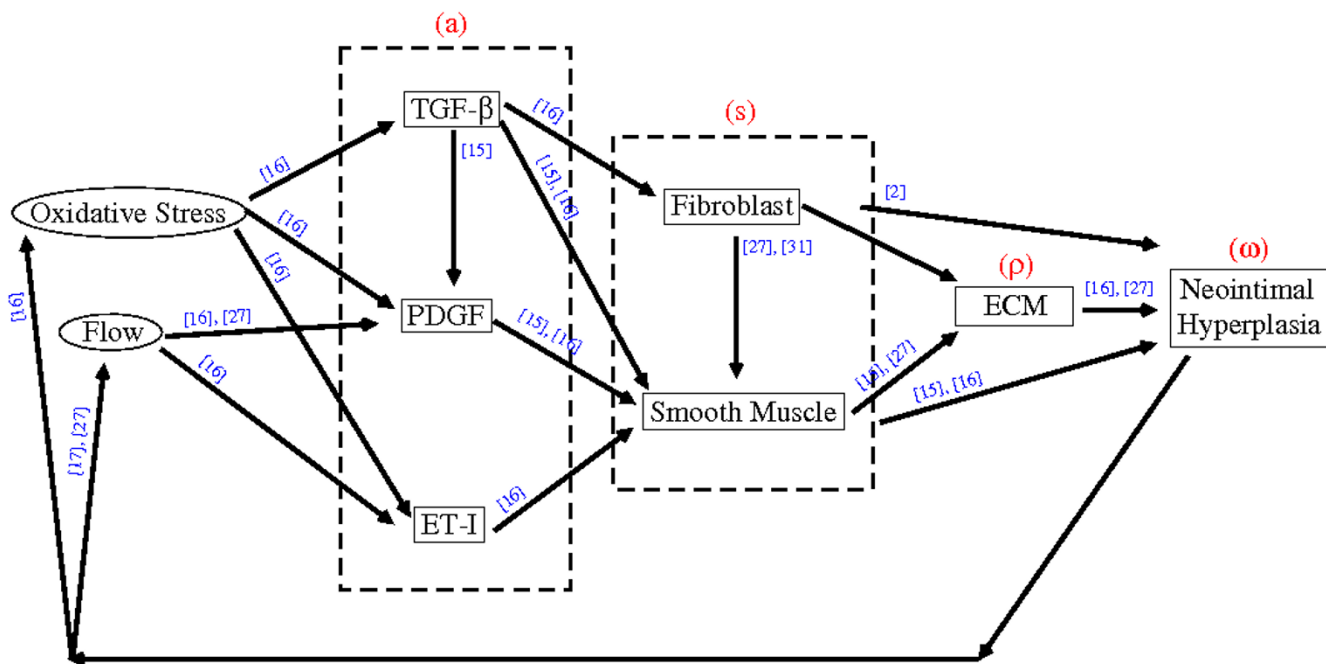 (a)
TGF-β
[16]
(s)
[15]
[16]
[15], [16]
[2]
Oxidative Stress
Fibroblast
[16]
[27], [31]
(ρ)
(ω)
[16]
ECM
[16], [27]
Neointimal
Hyperplasia
[16]
Flow
[16], [27]
PDGF
[15], [16]
[16]
[27]
[15], [16]
Smooth Muscle
[17], [27]
[16]
ET-I